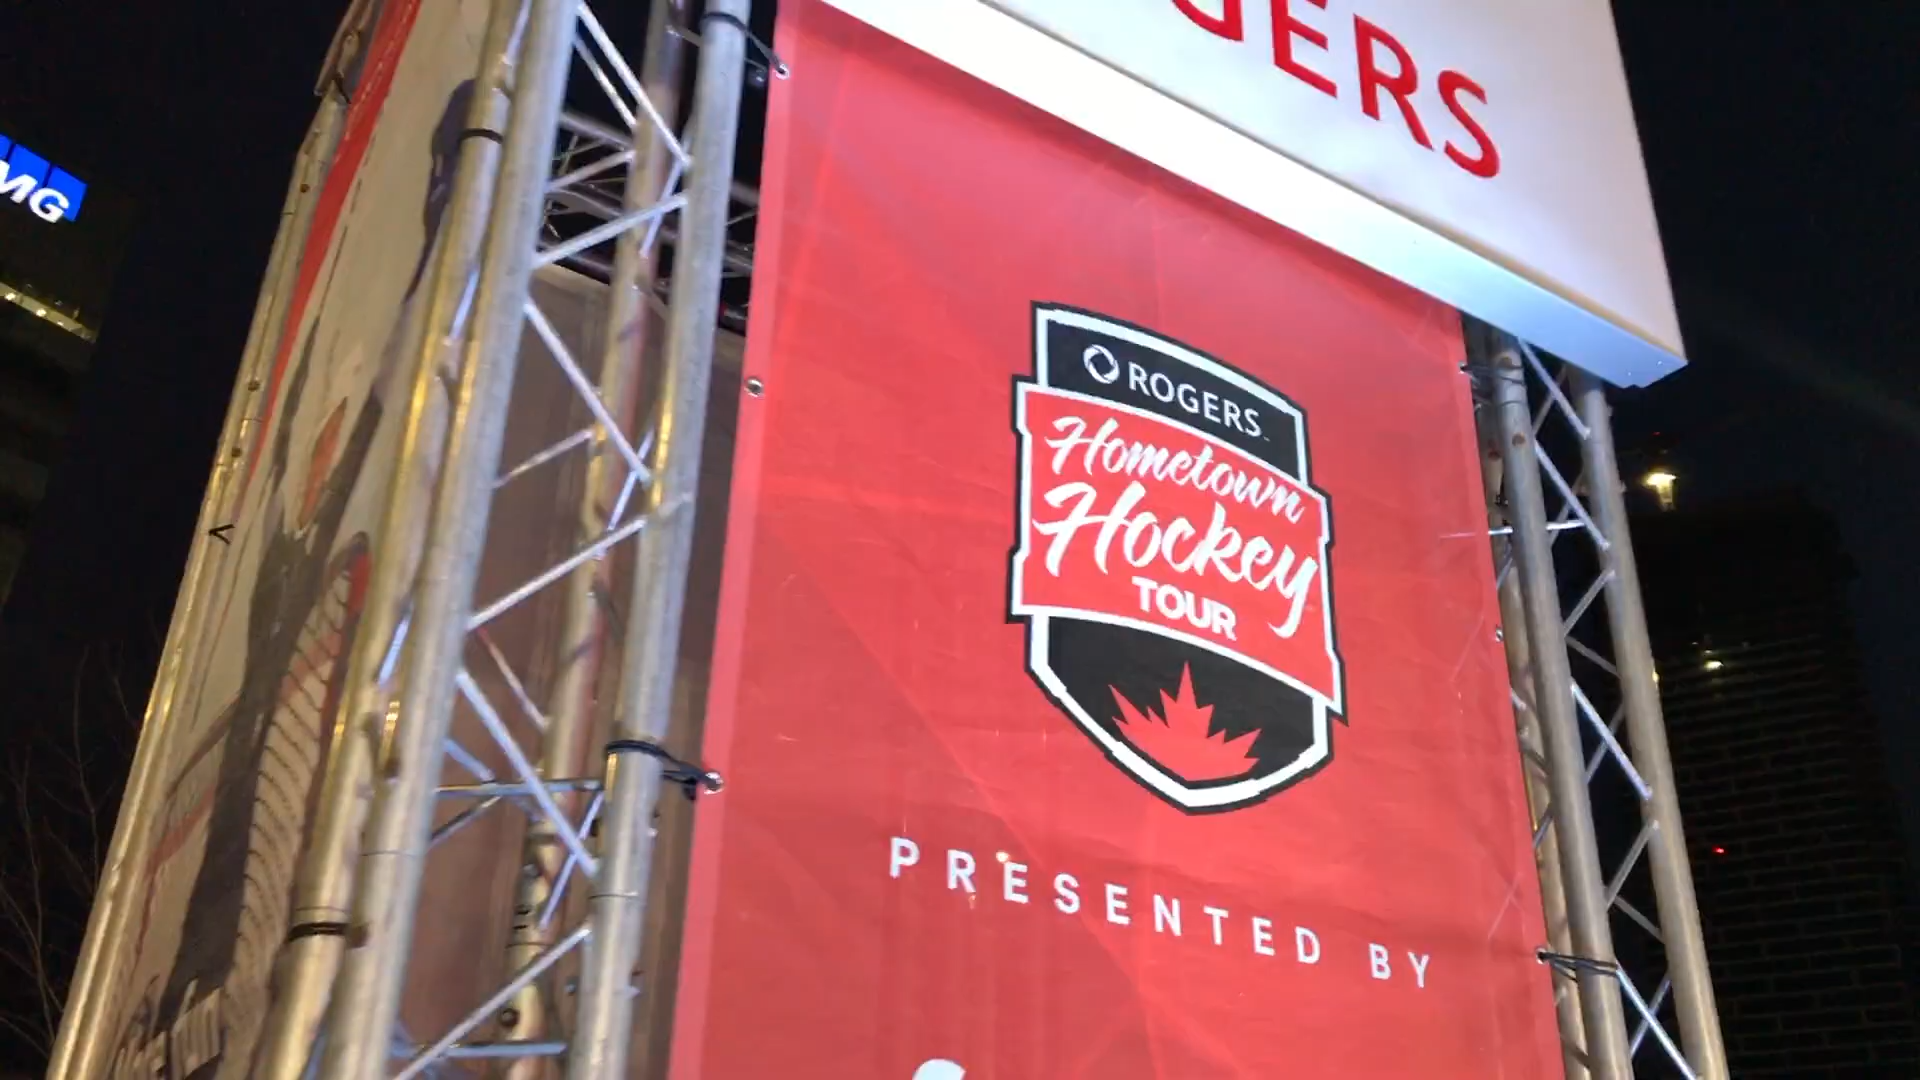 GERS
MG
ROGERS
Hometown
Hockey
TOUR
PRESENTED BY